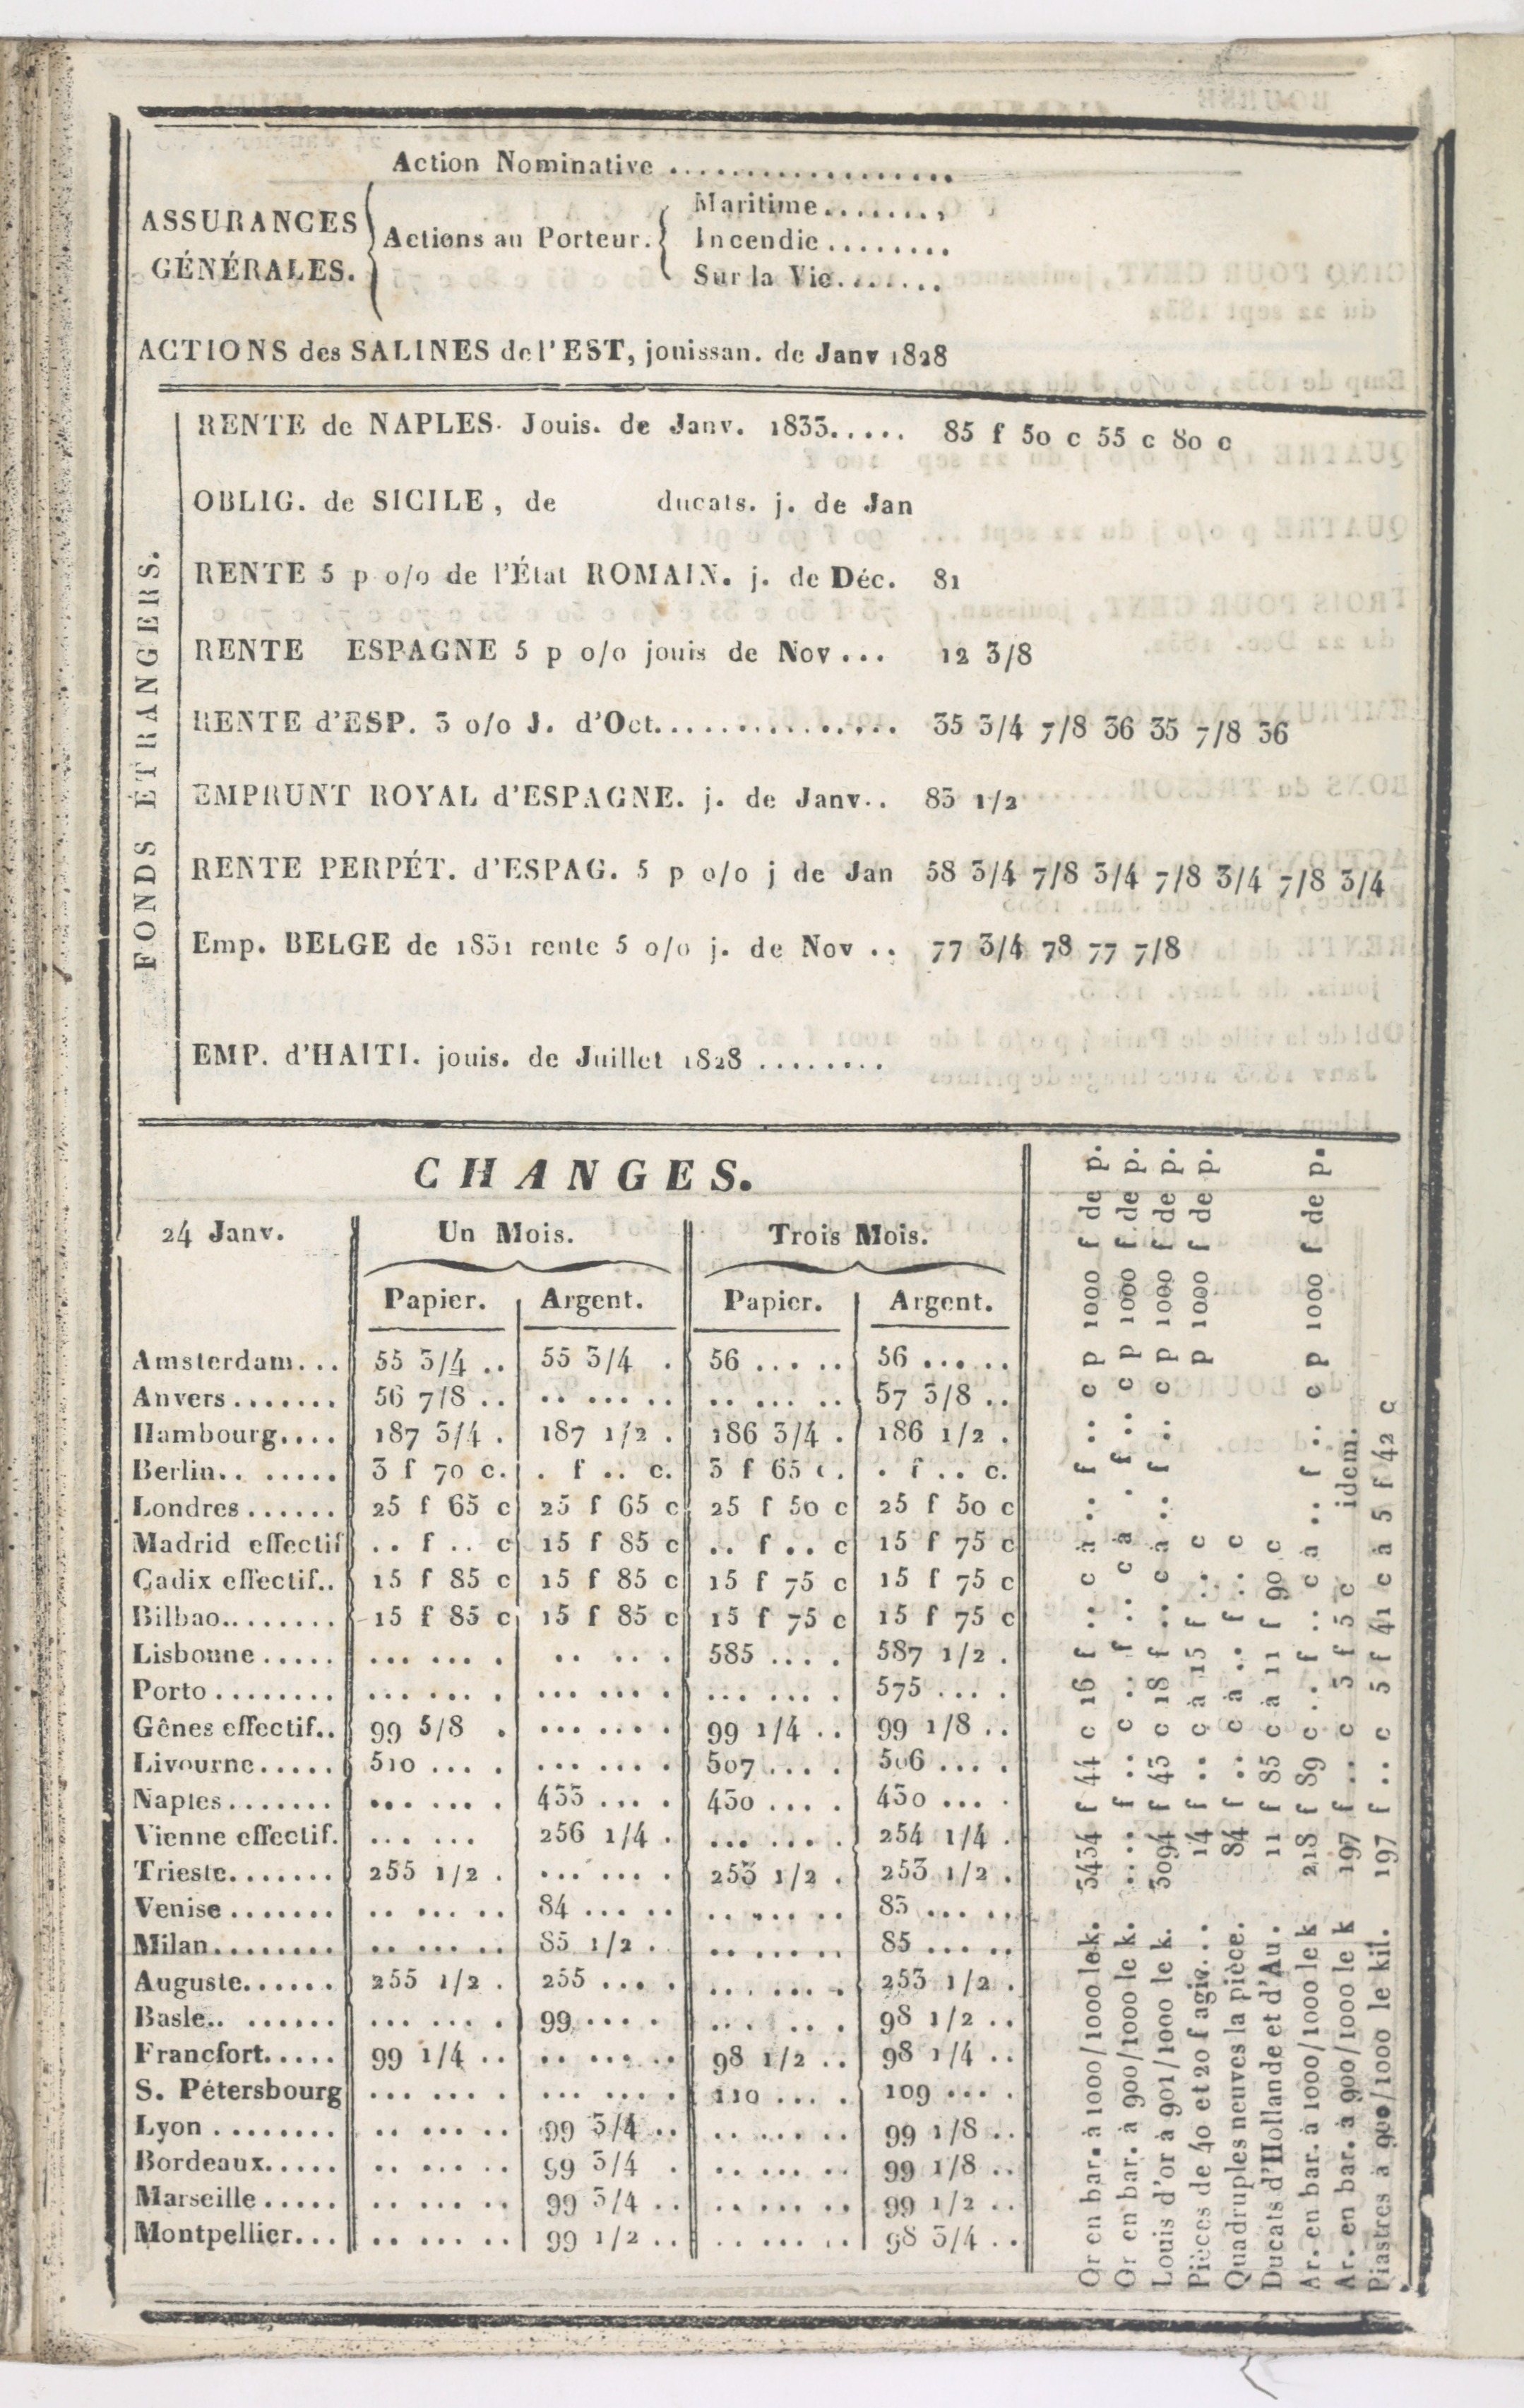 Action Nominative ..................
ASSURANCES GÉNÉRALES.
Actions au Porteur.
Maritime.......,
Incendie........
Sur la Vie.......
ACTIONS des SALINES de l'EST, jouissan. de Janv 1828
FONDS ÉTRANGERS.
RENTE de NAPLES. Jouis. de Janv. 1833..... 85 f 50 c 55 c 80 c
OBLIG. de SICILE, de ducats. j. de Jan
RENTE 5 p o/o de l'État ROMAIN. j. de Déc. 81
RENTE ESPAGNE 5 p o/o jouis de Nov... 12 3/8
RENTE d'ESP. 3 o/o J. d'Oct............... 35 3/4 7/8 36 35 7/8 36
EMPRUNT ROYAL d'ESPAGNE. j. de Janv.. 83 1/2
RENTE PERPÉT. d'ESPAG. 5 p o/o j de Jan 58 3/4 7/8 3/4 7/8 3/4 7/8 3/4
Emp. BELGE de 1831 rente 5 o/o j. de Nov .. 77 3/4 78 77 7/8
EMP. d'HAITI. jouis. de Juillet 1828 ........
CHANGES.
24 Janv. Un Mois. Trois Mois.
Papier. Argent. Papier. Argent.
Amsterdam... 55 3/4 .. 55 3/4 . 56 ... .. 56 ... ..
Anvers....... 56 7/8 .. .. ... .. .. ... .. 57 3/8 ..
Hambourg.... 187 3/4 . 187 1/2 . 186 3/4 . 186 1/2 .
Berlin.. ..... 3 f 70 c. . f .. c. 3 f 65 c. . f .. c.
Londres...... 25 f 65 c 25 f 65 c 25 f 50 c 25 f 50 c
Madrid effectif .. f .. c 15 f 85 c .. f .. c 15 f 75 c
Cadix effectif.. 15 f 85 c 15 f 85 c 15 f 75 c 15 f 75 c
Bilbao........ 15 f 85 c 15 f 85 c 15 f 75 c 15 f 75 c
Lisbonne..... ... ... . .. ... . 585 ... . 587 1/2 .
Porto........ ... ... . ... ... . ... ... . 575 ... .
Gênes effectif.. 99 5/8 . ... ... . 99 1/4 .. 99 1/8 ..
Livourne..... 510 ... . ... ... . 507 ... . 506 ... .
Naples....... ... ... . 433 ... . 430 ... . 430 ... .
Vienne effectif. ... ... 256 1/4 . ... ... . 254 1/4 .
Trieste....... 255 1/2 . ... ... . 253 1/2 . 253 1/2 .
Venise....... .. ... .. 84 ... .. .. ... .. 83 ... ..
Milan........ .. ... .. 85 1/2 . .. ... .. 85 ... ..
Auguste...... 255 1/2 . 255 ... . ... ... . 253 1/2 .
Basle.. ...... ... ... . 99 ... . ... ... . 98 1/2 ..
Francfort..... 99 1/4 .. .. ... .. 98 1/2 .. 98 1/4 ..
S. Pétersbourg ... ... . ... ... . 110 ... . 109 ... .
Lyon ........ .. ... .. 99 3/4 .. .. ... .. 99 1/8 ..
Bordeaux..... .. ... .. 99 3/4 . .. ... .. 99 1/8 ..
Marseille..... .. ... .. 99 3/4 .. .. ... .. 99 1/2 ..
Montpellier... .. ... .. 99 1/2 .. .. ... .. 98 3/4 ..
Or en bar. à 1000/1000 le k. 3434 f 44 c 16 f .. c à .. f .. c p 1000 f de p.
Or en bar. à 900/1000 le k. .... f .. c .. f .. c à . f .. c p 1000 f de p.
Louis d'or à 901/1000 le k. 3094 f 43 c 18 f .. c à .. f .. c p 1000 f de p.
Pièces de 40 et 20 f agio... 14 f .. c à 15 f .. c p 1000 f de p.
Quadruples neuves la pièce. 84 f .. c à .. f .. c
Ducats d'Hollande et d'Au. 11 f 85 c à 11 f 90 c
Ar. en bar. à 1000/1000 le k 218 f 89 c .. f .. c à .. f .. c p 1000 f de p.
Ar. en bar. à 900/1000 le k 197 f .. c 3 f 5 c idem.
Piastres à 900/1000 le kil. 197 f .. c 5 f 41 c à 5 f 42 c